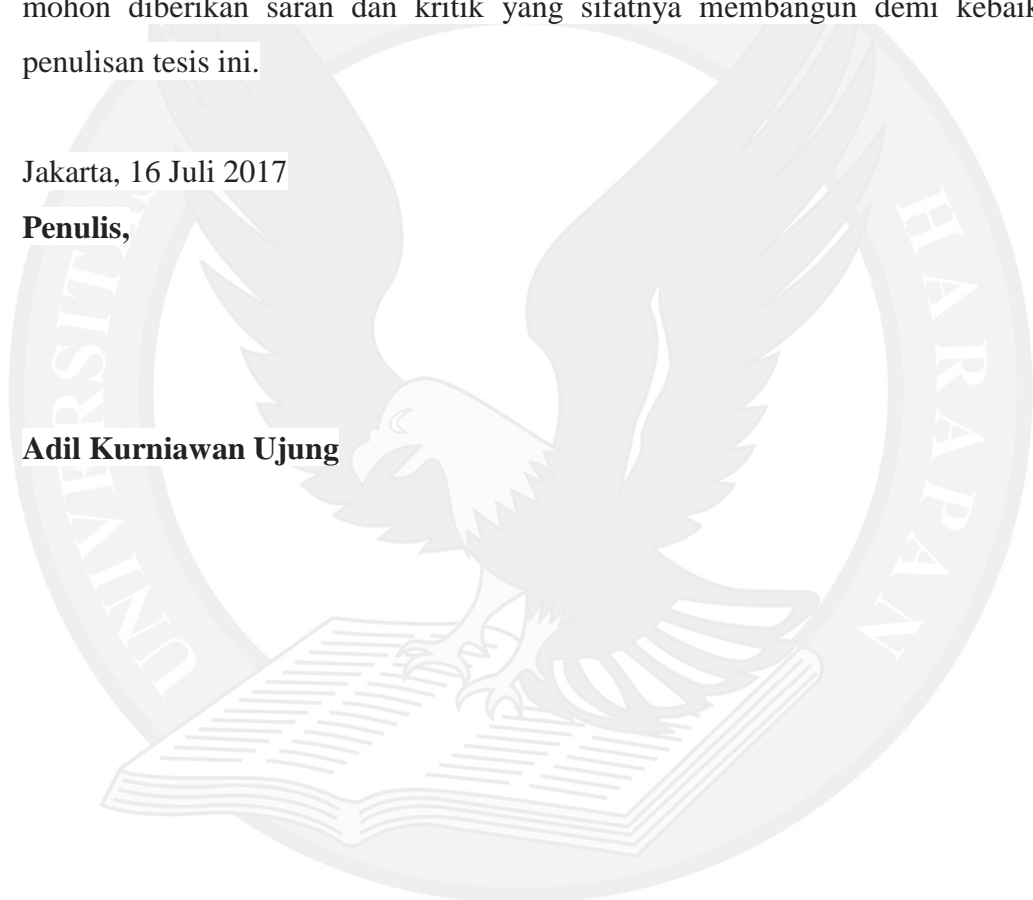 mohon diberikan saran dan kritik yang sifatnya membangun demi
penulisan tesis ini.
Jakarta, 16 Juli 2017
Penulis,
Adil Kurniawan Ujung
UNIVERSITAS
HARAPAN